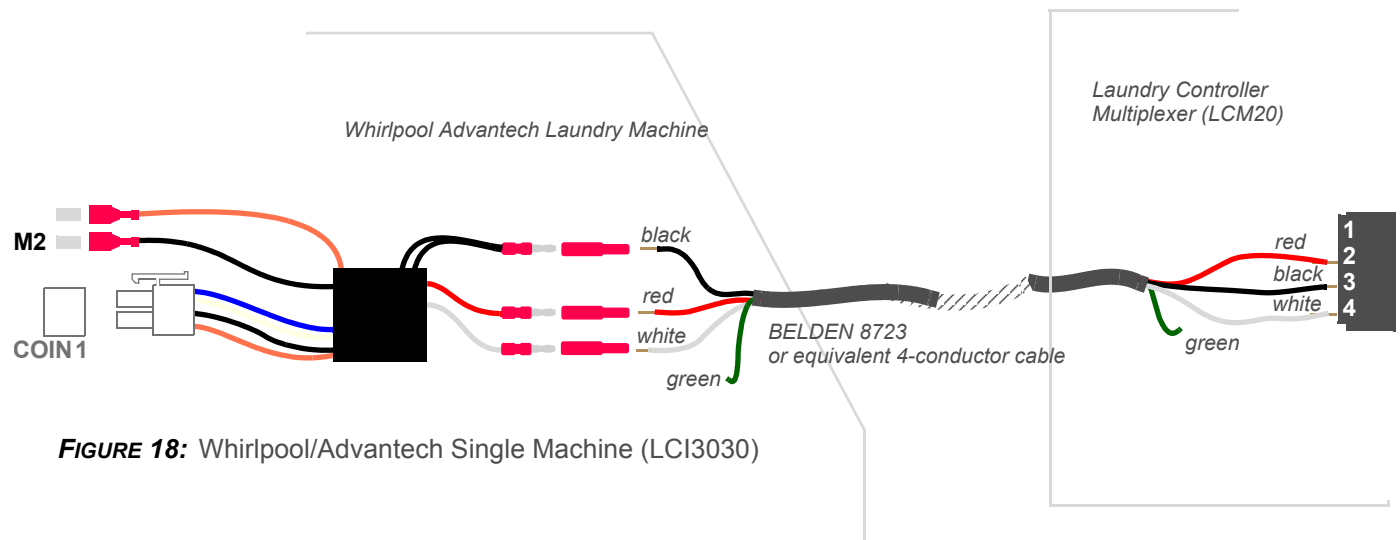 Laundry Controller
Multiplexer (LCM20)
Whirlpool Advantech Laundry Machine
M2
COIN 1
black
red
white
green
BELDEN 8723
or equivalent 4-conductor cable
red
black
white
green
1
2
3
4
FIGURE 18: Whirlpool/Advantech Single Machine (LCI3030)